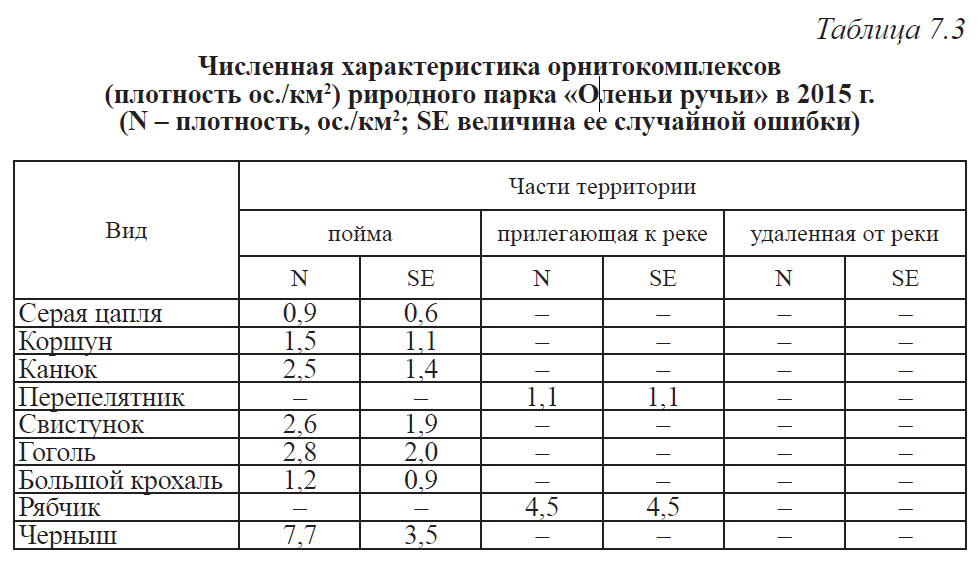 Таблица 7.3
Численная характеристика орнитокомплексов
(плотность ос./км²) риродного парка «Оленьи ручьи» в 2015 г.
(N – плотность, ос./км²; SE величина ее случайной ошибки)
Вид Части территории
пойма прилегающая к реке удаленная от реки
N SE N SE N SE
Серая цапля 0,9 0,6 – – – –
Коршун 1,5 1,1 – – – –
Канюк 2,5 1,4 – – – –
Перепелятник – – 1,1 1,1 – –
Свистунок 2,6 1,9 – – – –
Гоголь 2,8 2,0 – – – –
Большой крохаль 1,2 0,9 – – – –
Рябчик – – 4,5 4,5 – –
Черныш 7,7 3,5 – – – –